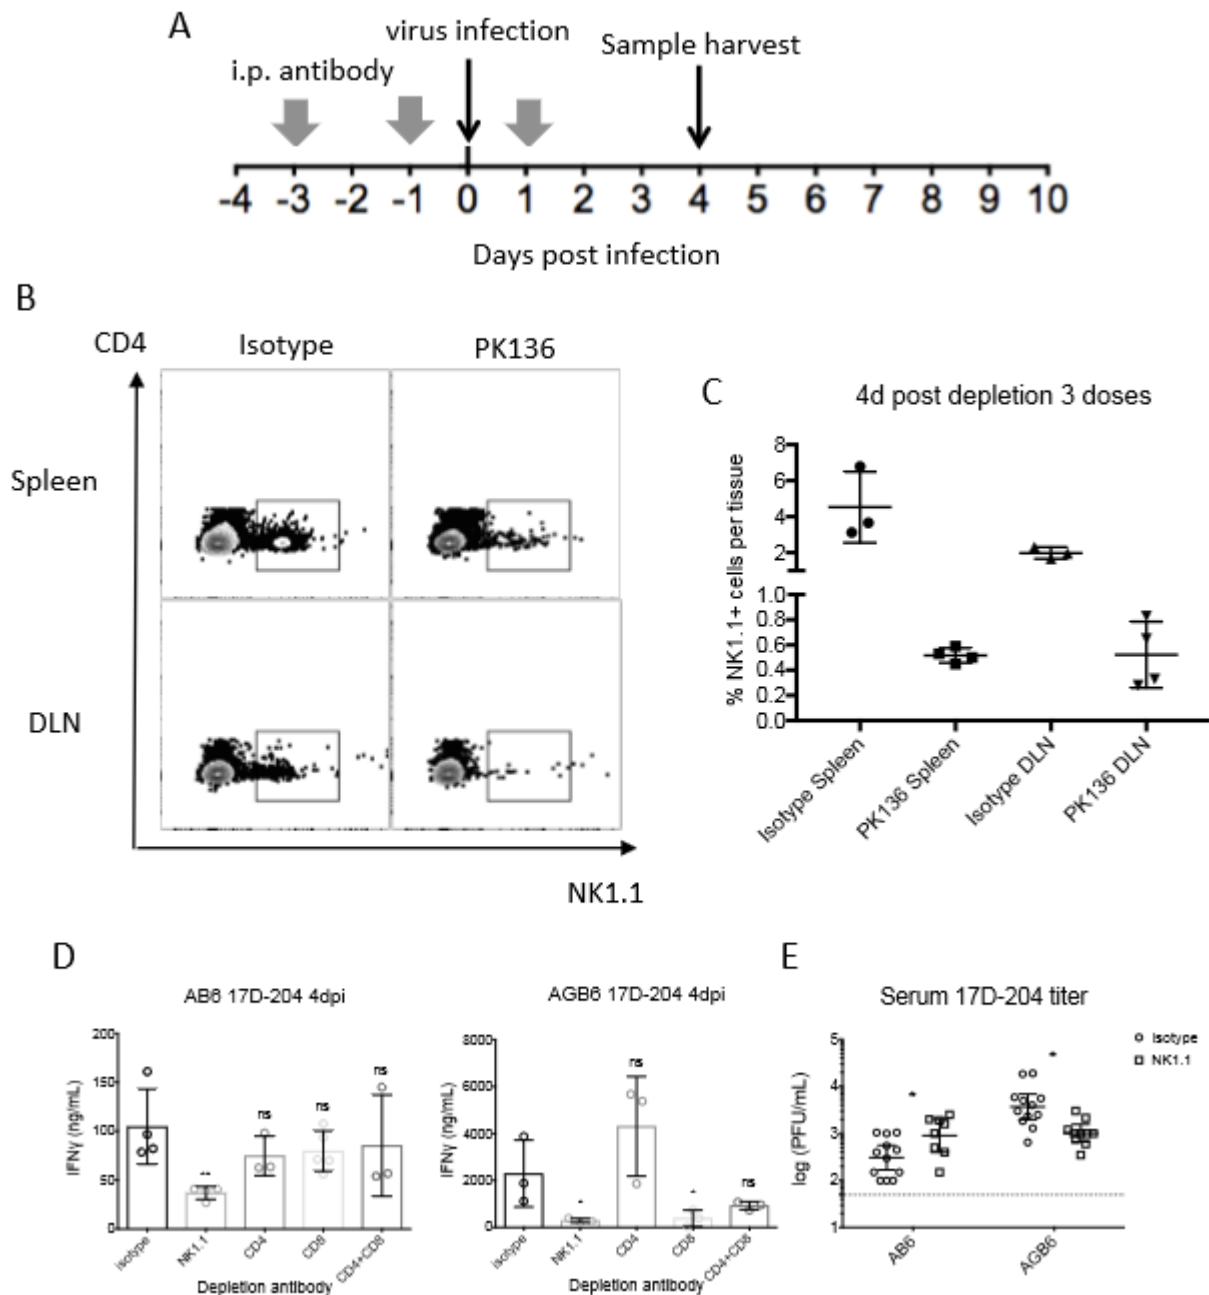 A
virus infection
Sample harvest
i.p. antibody
-4 -3 -2 -1 0 1 2 3 4 5 6 7 8 9 10
Days post infection
B
CD4
Isotype
PK136
Spleen
DLN
NK1.1
C
4d post depletion 3 doses
% NK1.1+ cells per tissue
8
6
4
2
1.0
0.8
0.6
0.4
0.2
0.0
Isotype Spleen
PK136 Spleen
Isotype DLN
PK136 DLN
D
AB6 17D-204 4dpi
IFNγ (ng/mL)
200
150
100
50
0
**
ns
ns
ns
isotype
NK1.1
CD4
CD8
CD4+CD8
Depletion antibody
AGB6 17D-204 4dpi
IFNγ (ng/mL)
8000
6000
4000
2000
0
*
ns
*
ns
isotype
NK1.1
CD4
CD8
CD4+CD8
Depletion antibody
E
Serum 17D-204 titer
log (PFU/mL)
5
4
3
2
1
*
*
AB6
AGB6
Isotype
NK1.1